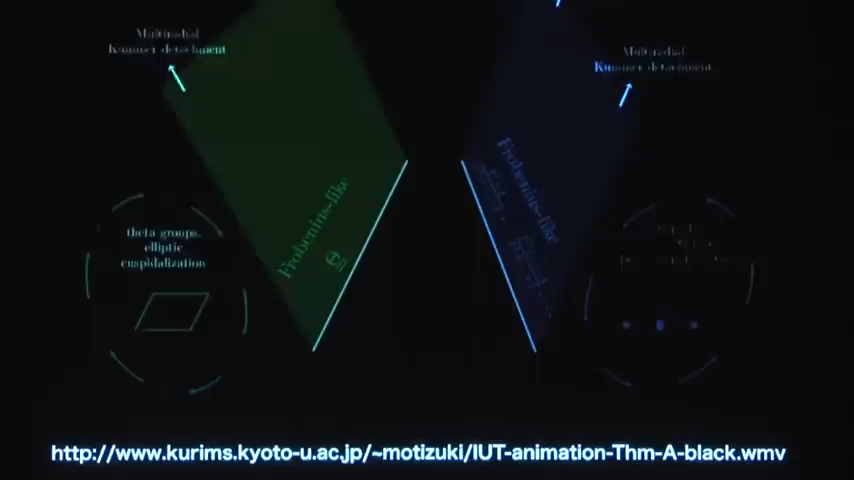 Multiradial
Kummer detachment
Multiradial
Kummer detachment
Frobenius-like
Frobenius-like
theta groups,
elliptic
cuspidalization
http://www.kurims.kyoto-u.ac.jp/~motizuki/IUT-animation-Thm-A-black.wmv